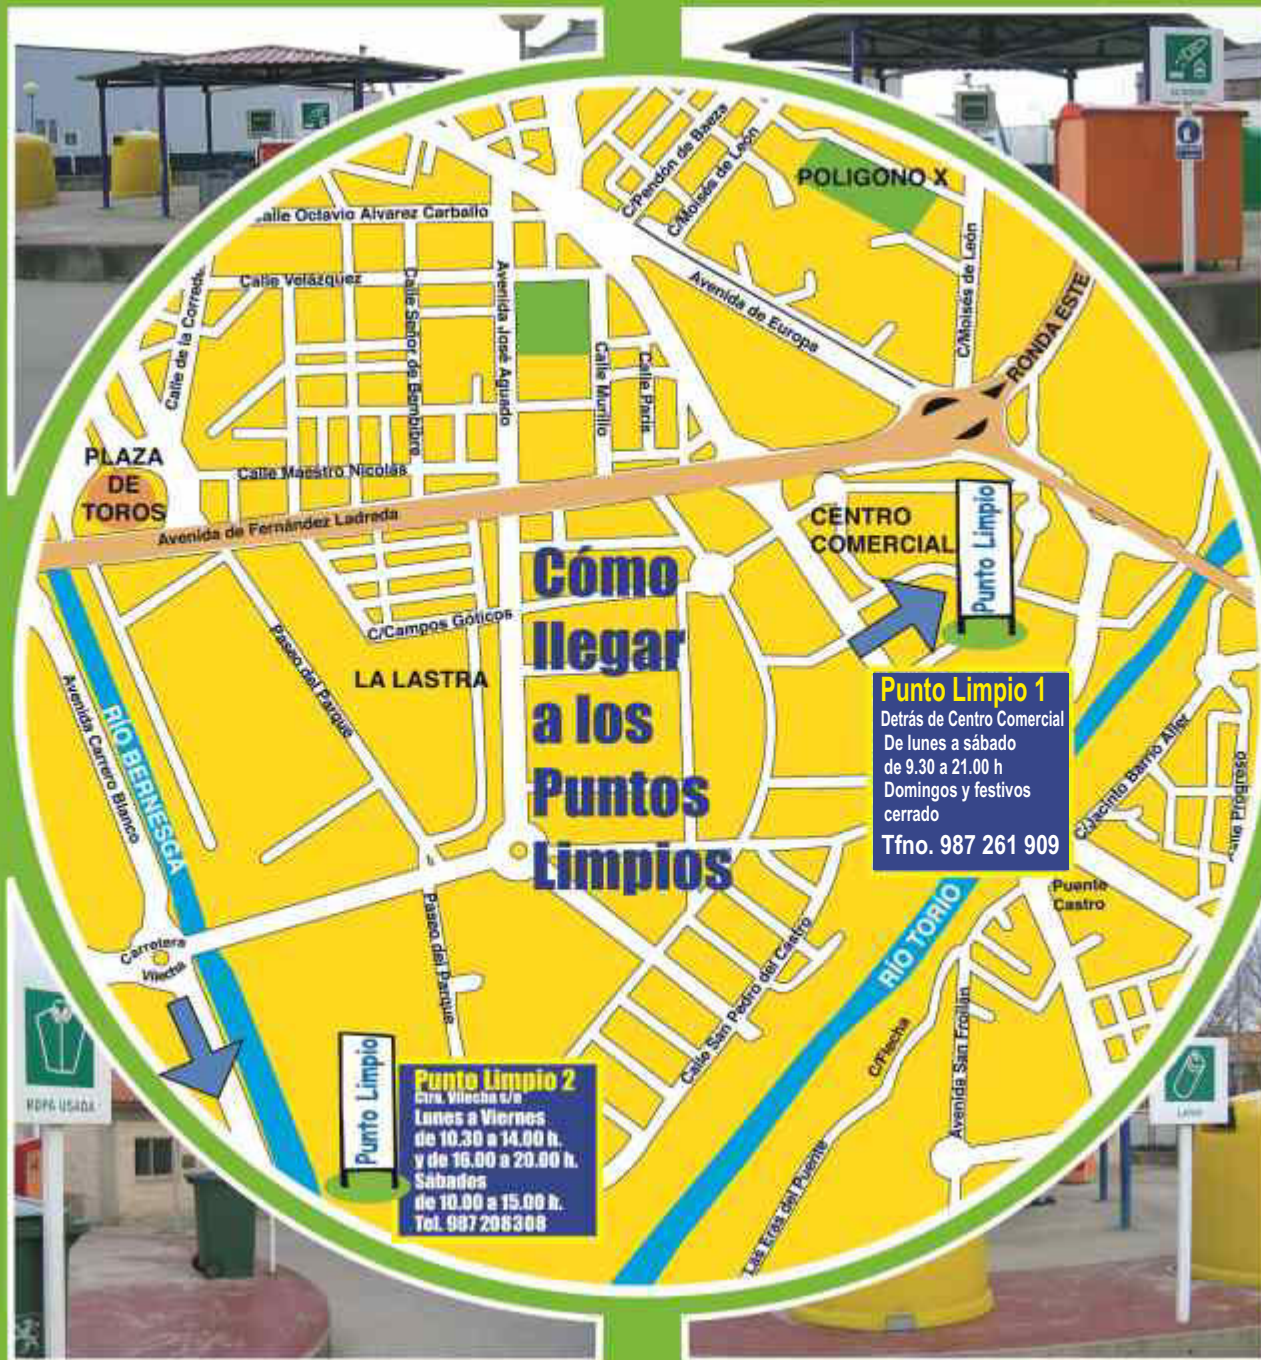 C/Pendón de Baeza
C/Moisés de León
POLIGONO X
Calle Octavio Alvarez Carballo
Calle Velázquez
Calle de la Corredera
Calle Señor de Bembibre
Avenida José Aguado
Calle Murillo
Calle Paris
Avenida de Europa
C/Moisés de León
RONDA ESTE
PLAZA
DE
TOROS
Calle Maestro Nicolás
Avenida de Fernández Ladreda
CENTRO
COMERCIAL
Punto Limpio
Cómo
llegar
a los
Puntos
Limpios
C/Campos Góticos
LA LASTRA
Paseo del Parque
Avenida Carrero Blanco
RÍO BERNESGA
Punto Limpio 1
Detrás de Centro Comercial
De lunes a sábado
de 9.30 a 21.00 h
Domingos y festivos
cerrado
Tfno. 987 261 909
C/Jacinto Barrio Aller
Calle Progreso
Puente
Castro
RÍO TORÍO
Carretera
Vilecha
Paseo del Parque
Calle San Pedro del Castro
C/Flecha
Avenida San Froilán
Las Eras del Puente
Punto Limpio
Punto Limpio 2
Ctra. Vilecha s/n
Lunes a Viernes
de 10.30 a 14.00 h.
y de 16.00 a 20.00 h.
Sábados
de 10.00 a 15.00 h.
Tel. 987 208308
ROPA USADA